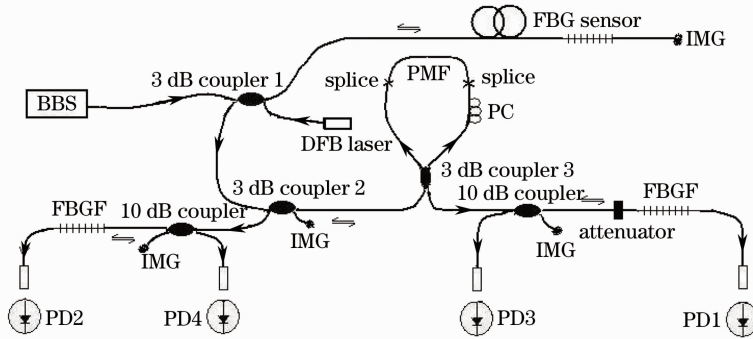 FBG sensor
IMG
3 dB coupler 1
splice
PMF
splice
BBS
PC
DFB laser
3 dB coupler 3
3 dB coupler 2
10 dB coupler
FBGF
FBGF
10 dB coupler
IMG
attenuator
IMG
IMG
PD2
PD4
PD3
PD1